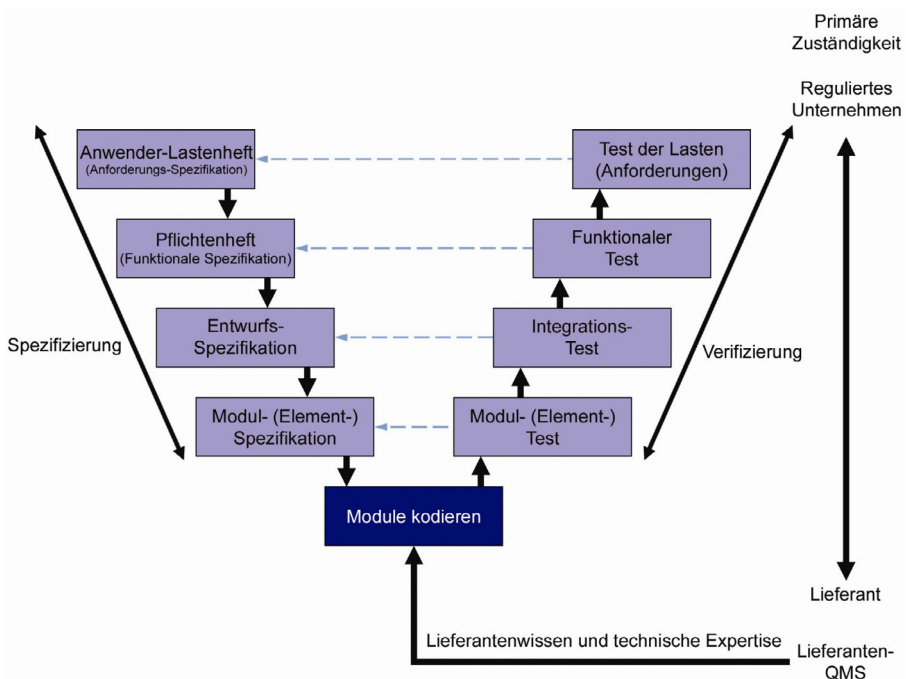 Primäre
Zuständigkeit
Reguliertes
Unternehmen
Anwender-Lastenheft
(Anforderungs-Spezifikation)
Test der Lasten
(Anforderungen)
Pflichtenheft
(Funktionale Spezifikation)
Funktionaler
Test
Spezifizierung
Entwurfs-
Spezifikation
Integrations-
Test
Verifizierung
Modul- (Element-)
Spezifikation
Modul- (Element-)
Test
Module kodieren
Lieferant
Lieferantenwissen und technische Expertise
Lieferanten-
QMS